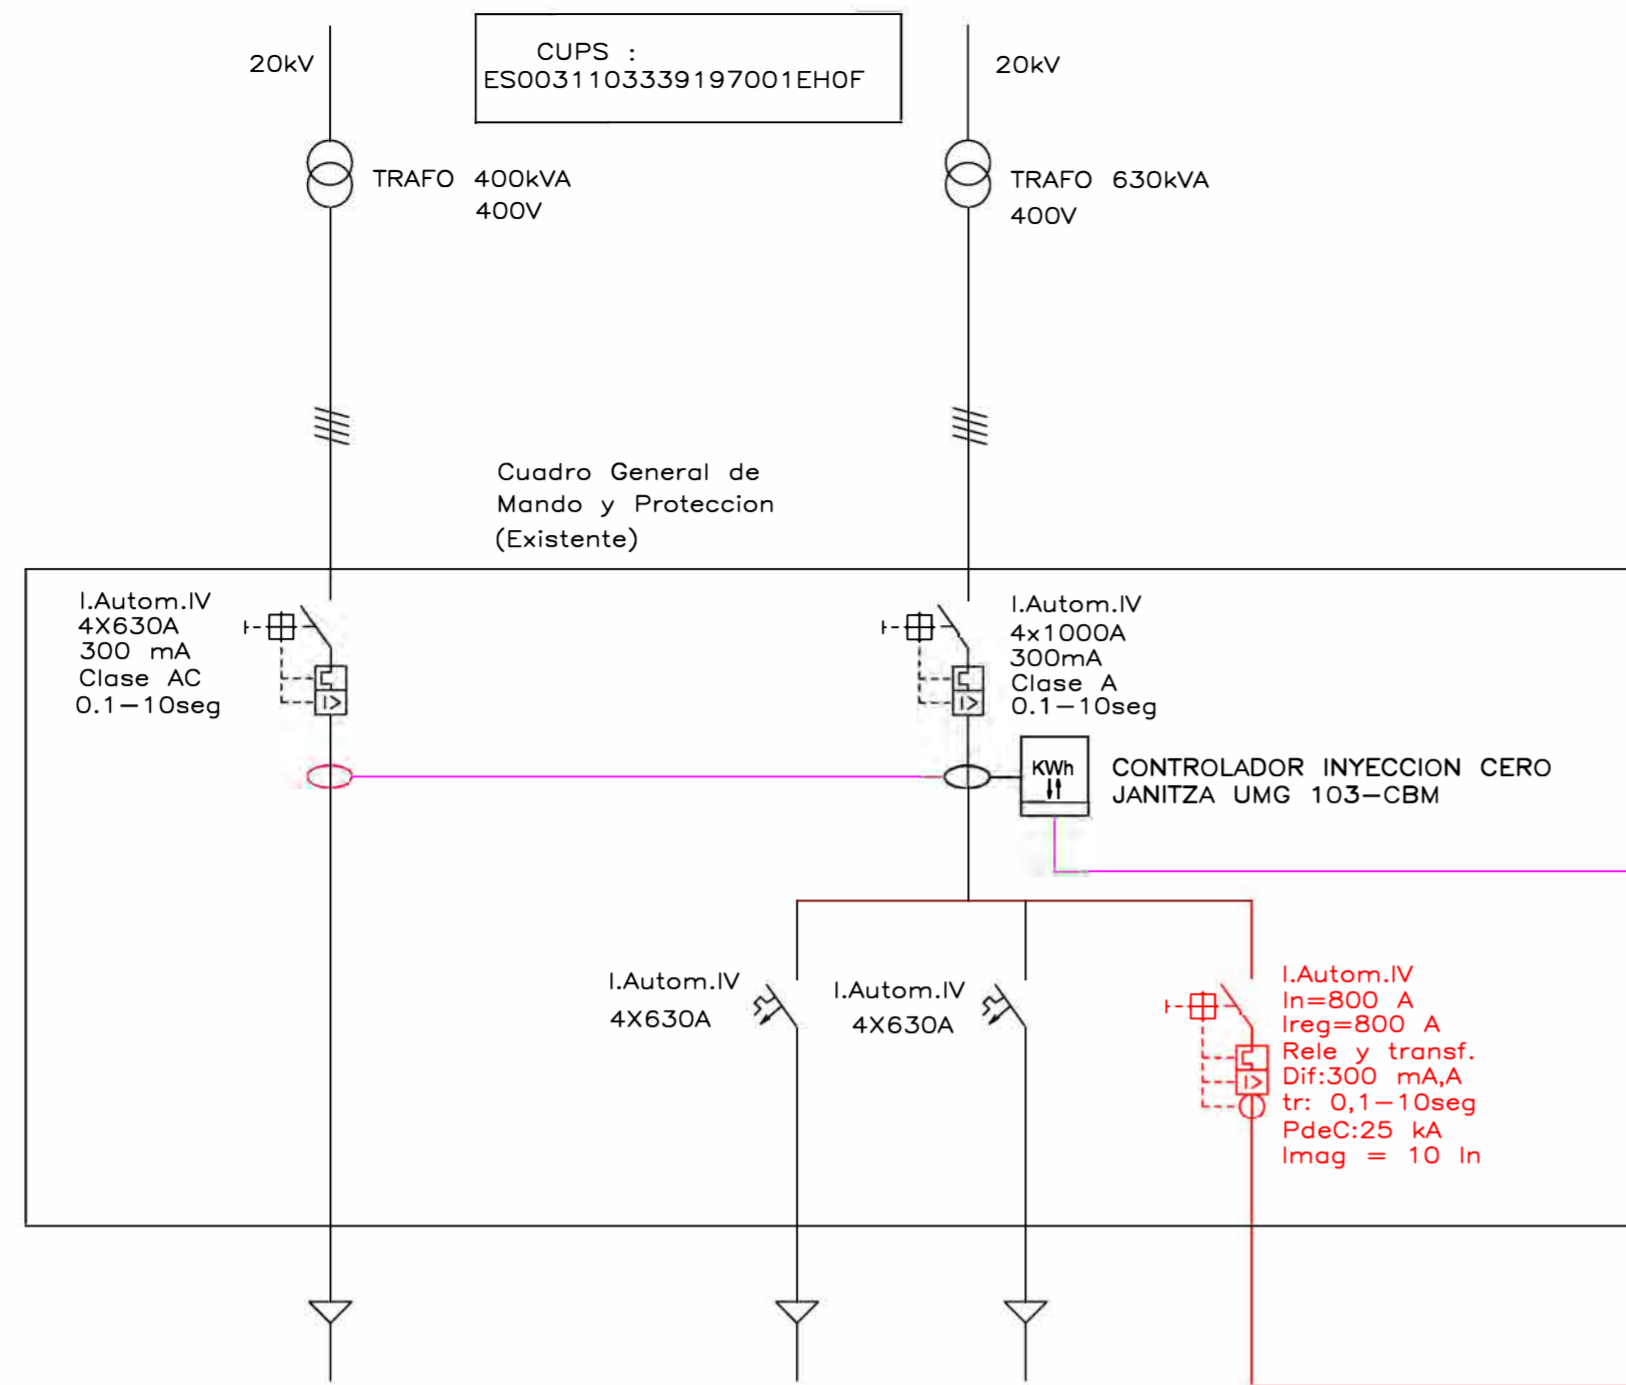 20kV
CUPS :
ES0031103339197001EH0F
20kV
TRAFO 400kVA
400V
TRAFO 630kVA
400V
Cuadro General de
Mando y Proteccion
(Existente)
I.Autom.IV
4X630A
300 mA
Clase AC
0.1-10seg
I.Autom.IV
4x1000A
300mA
Clase A
0.1-10seg
KWh
CONTROLADOR INYECCION CERO
JANITZA UMG 103-CBM
I.Autom.IV
4X630A
I.Autom.IV
4X630A
I.Autom.IV
In=800 A
Ireg=800 A
Rele y transf.
Dif:300 mA,A
tr: 0,1-10seg
PdeC:25 kA
Imag = 10 In
I>
I>
I>